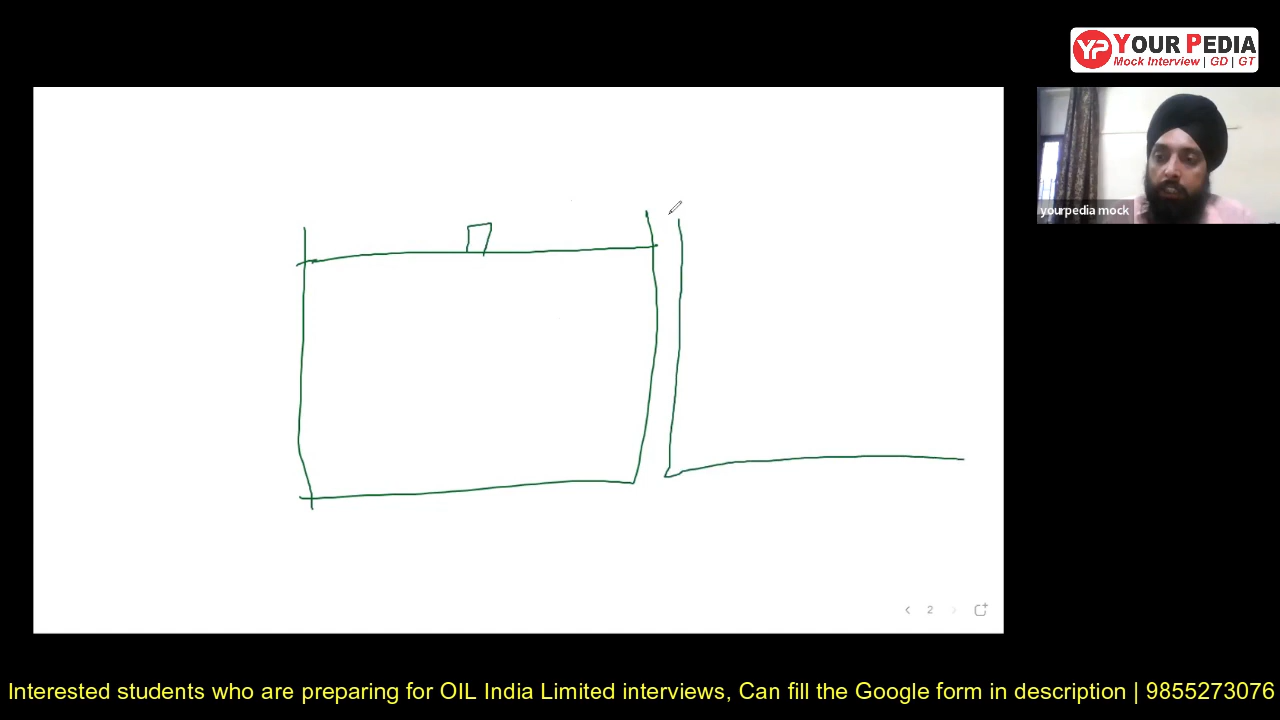 YP YOUR PEDIA
Mock Interview | GD | GT
yourpedia mock
2
Interested students who are preparing for OIL India Limited interviews, Can fill the Google form in description | 9855273076